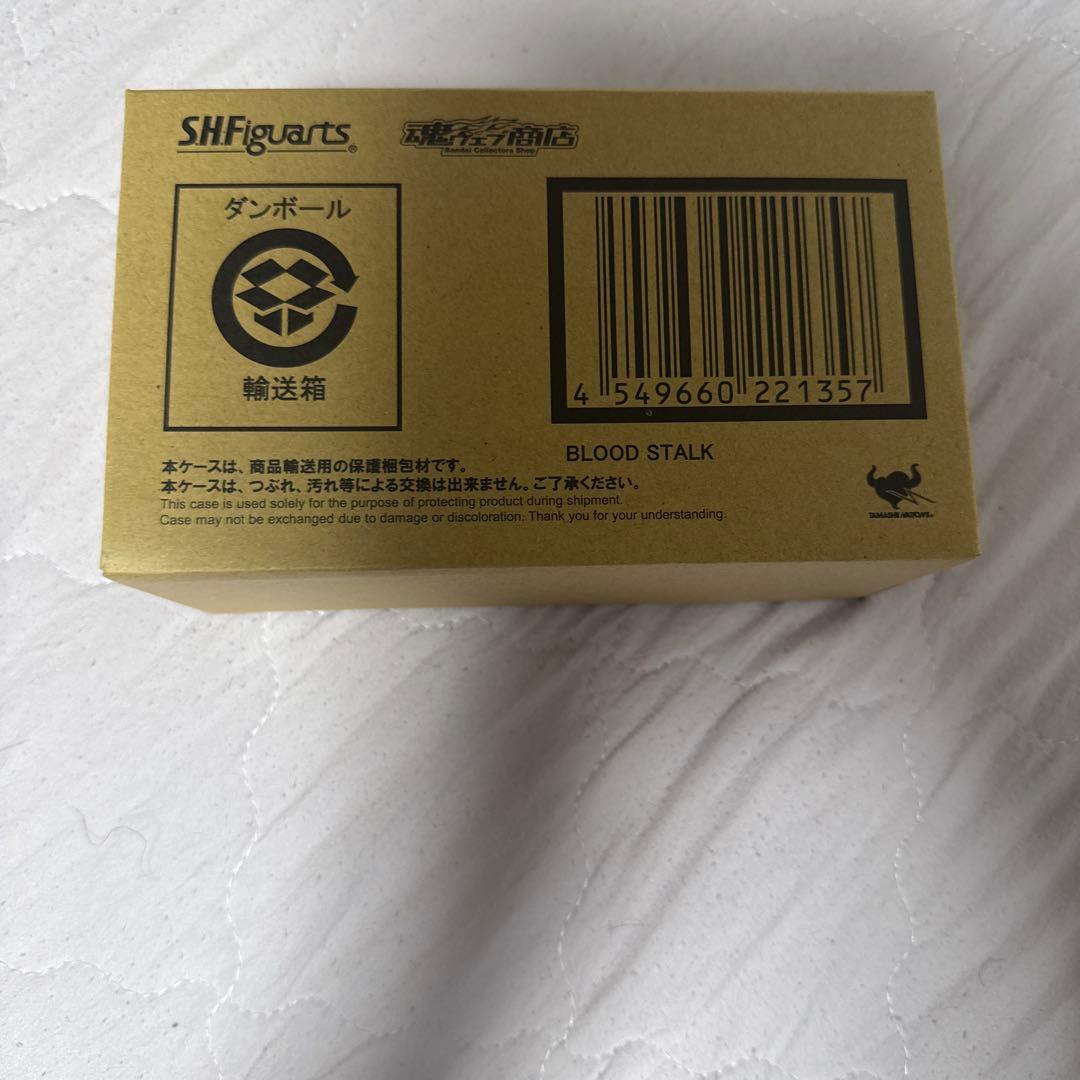 S.H.Figuarts®
魂ウェブ商店
Bandai Collectors Shop
ダンボール
輸送箱
4 549660 221357
BLOOD STALK
本ケースは、商品輸送用の保護梱包材です。
本ケースは、つぶれ、汚れ等による交換は出来ません。ご了承ください。
This case is used solely for the purpose of protecting product during shipment.
Case may not be exchanged due to damage or discoloration. Thank you for your understanding.
TAMASHII NATIONS®